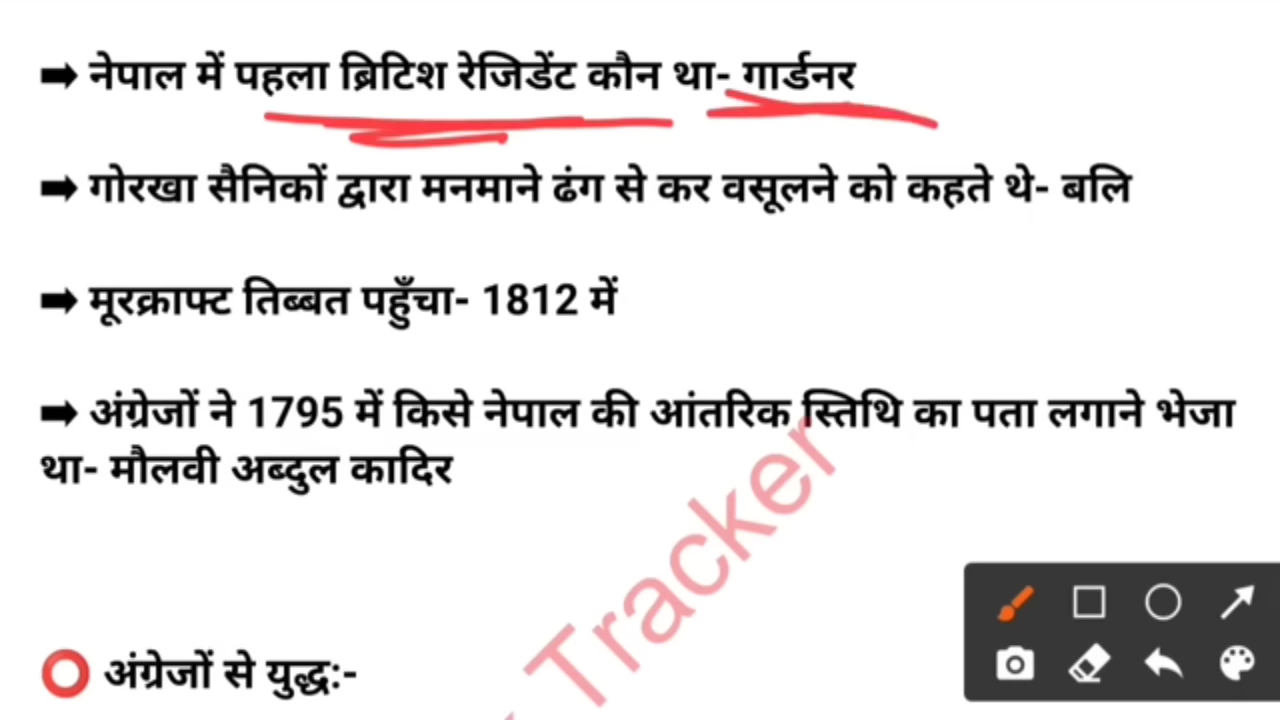 ➡ नेपाल में पहला ब्रिटिश रेजिडेंट कौन था- गार्डनर
➡ गोरखा सैनिकों द्वारा मनमाने ढंग से कर वसूलने को कहते थे- बलि
➡ मूरक्राफ्ट तिब्बत पहुँचा- 1812 में
➡ अंग्रेजों ने 1795 में किसे नेपाल की आंतरिक स्तिथि का पता लगाने भेजा
था- मौलवी अब्दुल कादिर
Tracker
⭕ अंग्रेजों से युद्ध:-